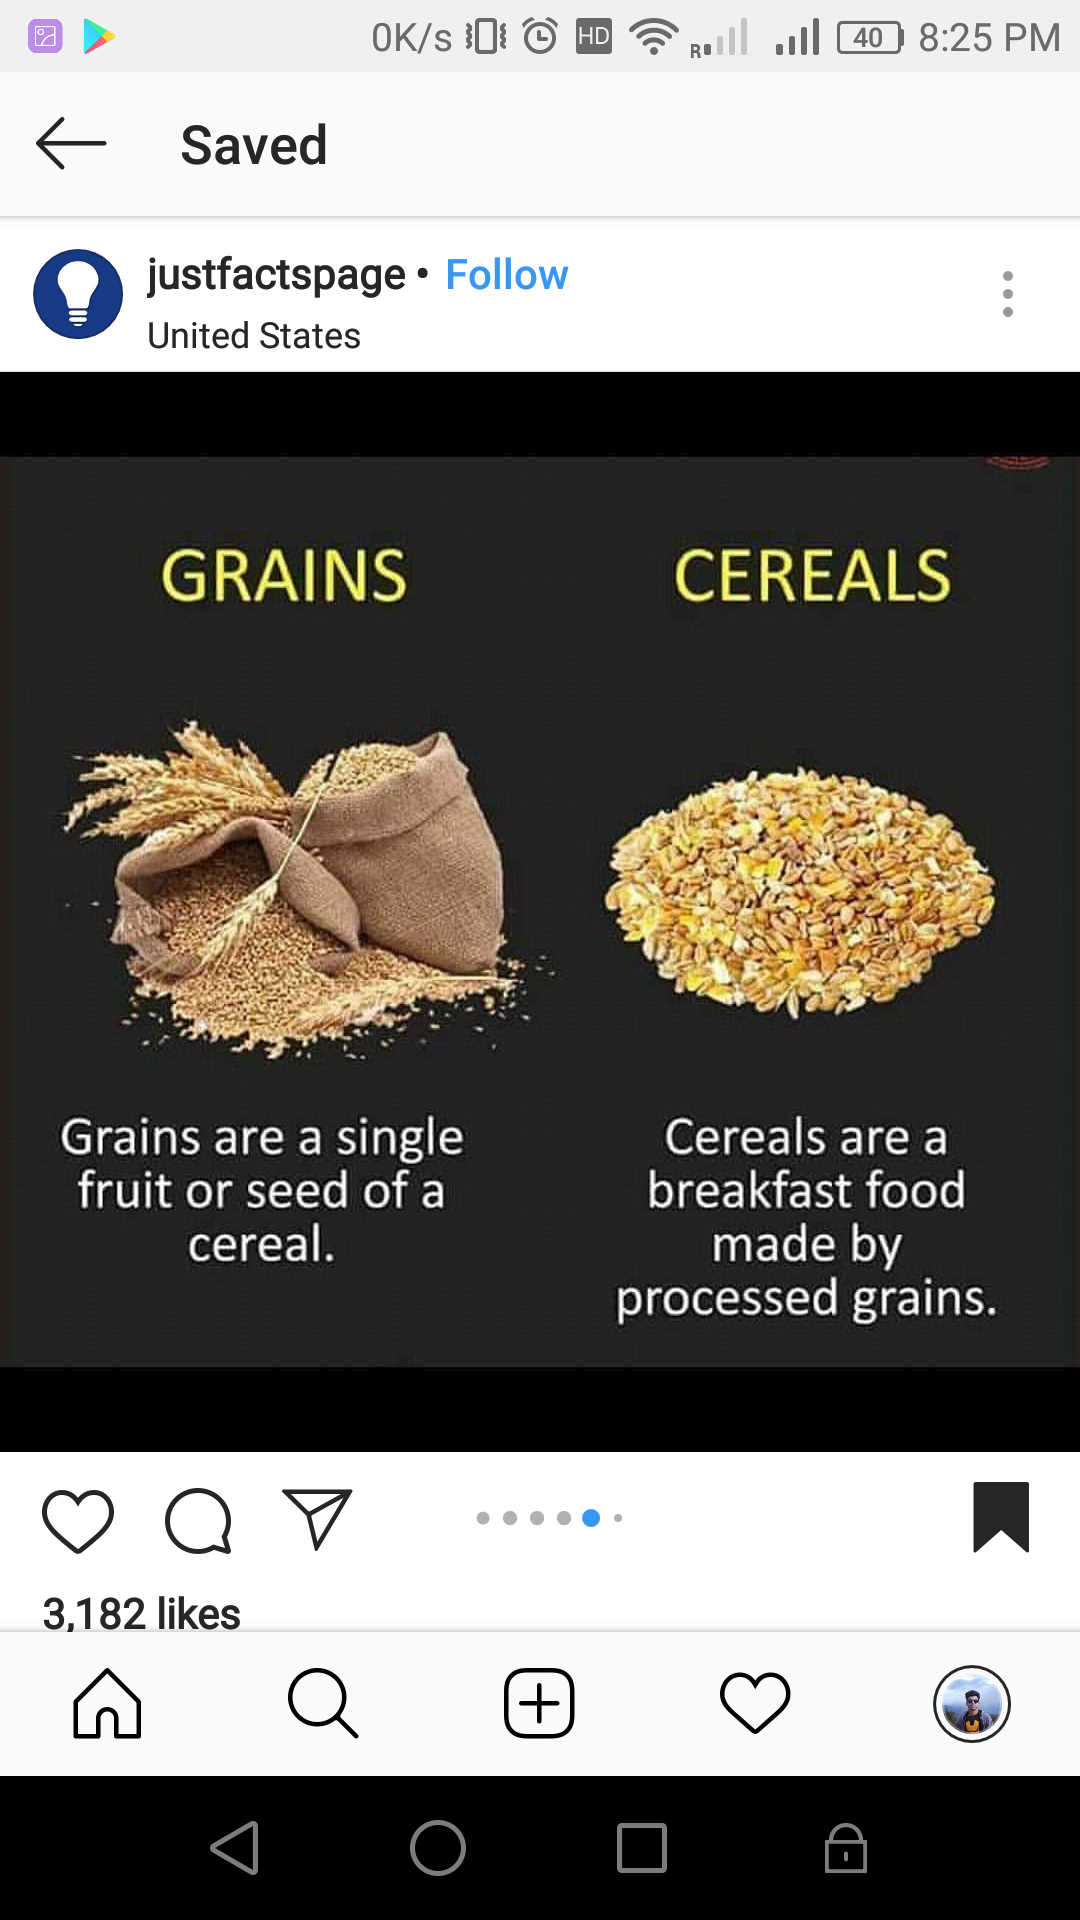 0K/s HD R 40 8:25 PM
Saved
justfactspage • Follow
United States
GRAINS CEREALS
Grains are a single
fruit or seed of a
cereal.
Cereals are a
breakfast food
made by
processed grains.
3,182 likes